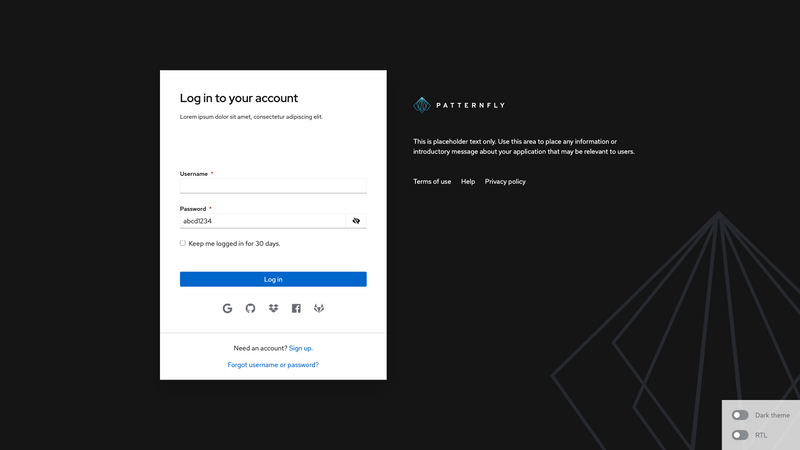 Log in to your account
Lorem ipsum dolor sit amet, consectetur adipiscing elit.
Username *
Password *
abcd1234
Keep me logged in for 30 days.
Log in
Need an account? Sign up.
Forgot username or password?
PATTERNFLY
This is placeholder text only. Use this area to place any information or
introductory message about your application that may be relevant to users.
Terms of use Help Privacy policy
Dark theme
RTL